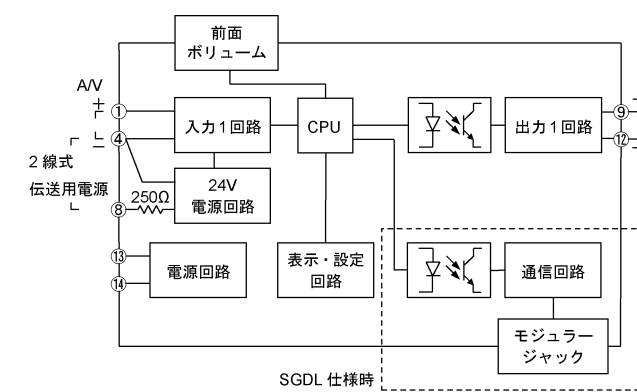 前面
ボリューム
A/V
+
①
入力1回路
CPU
出力1回路
⑨
④
−
⑫
2線式
伝送用電源
24V
電源回路
250Ω
⑧
⑬
電源回路
⑭
表示・設定
回路
通信回路
モジュラー
ジャック
SGDL 仕様時